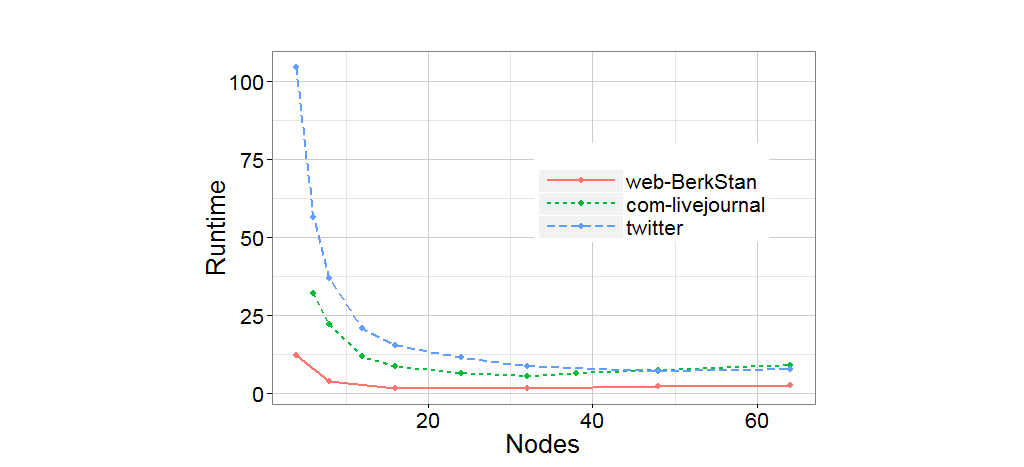 100
75
50
25
0
Runtime
web-BerkStan
com-livejournal
twitter
20 40 60
Nodes